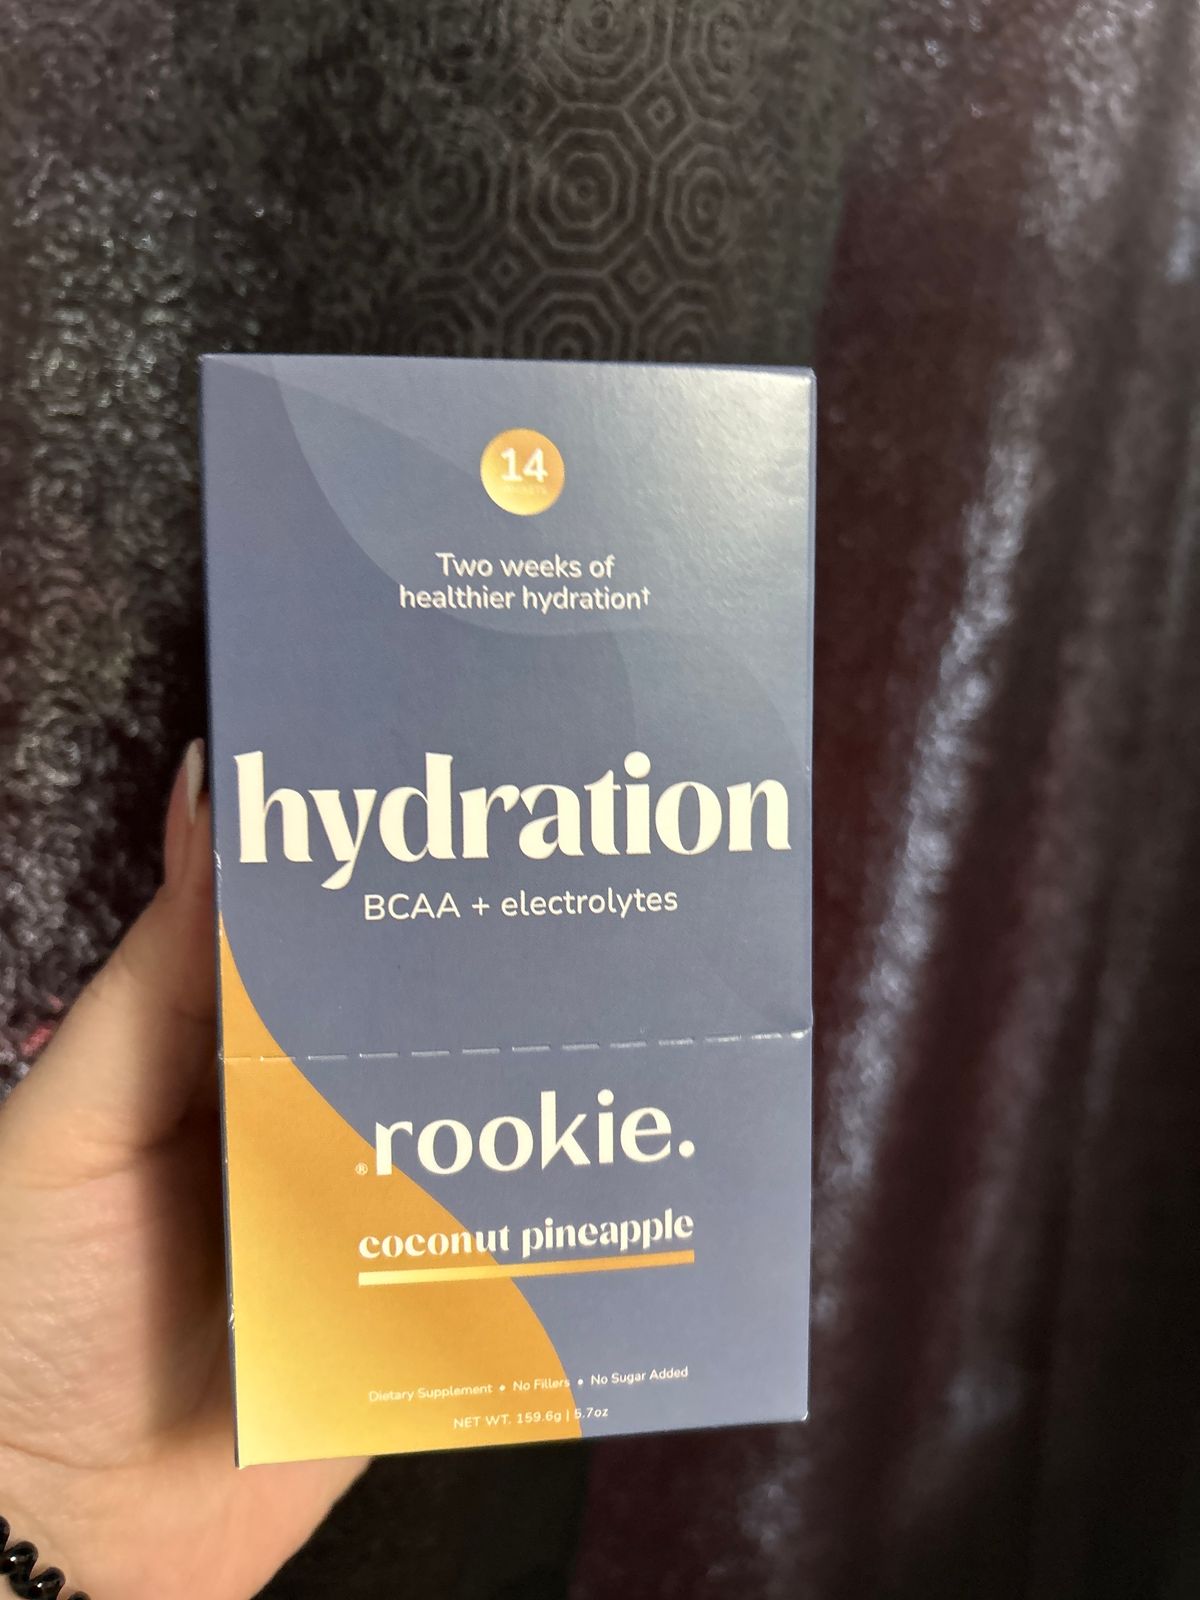 14
Two weeks of
healthier hydration†
hydration
BCAA + electrolytes
®rookie.
coconut pineapple
Dietary Supplement • No Fillers • No Sugar Added
NET WT. 159.6g | 5.7oz